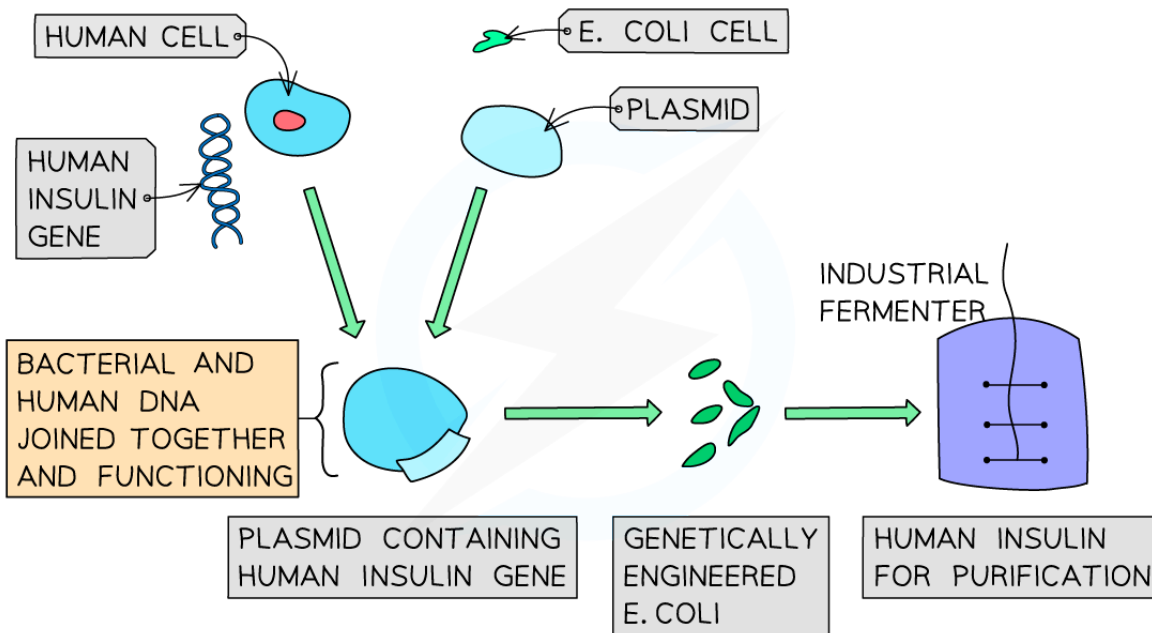 HUMAN CELL
E. COLI CELL
PLASMID
HUMAN
INSULIN
GENE
INDUSTRIAL
FERMENTER
BACTERIAL AND
HUMAN DNA
JOINED TOGETHER
AND FUNCTIONING
PLASMID CONTAINING
HUMAN INSULIN GENE
GENETICALLY
ENGINEERED
E. COLI
HUMAN INSULIN
FOR PURIFICATION